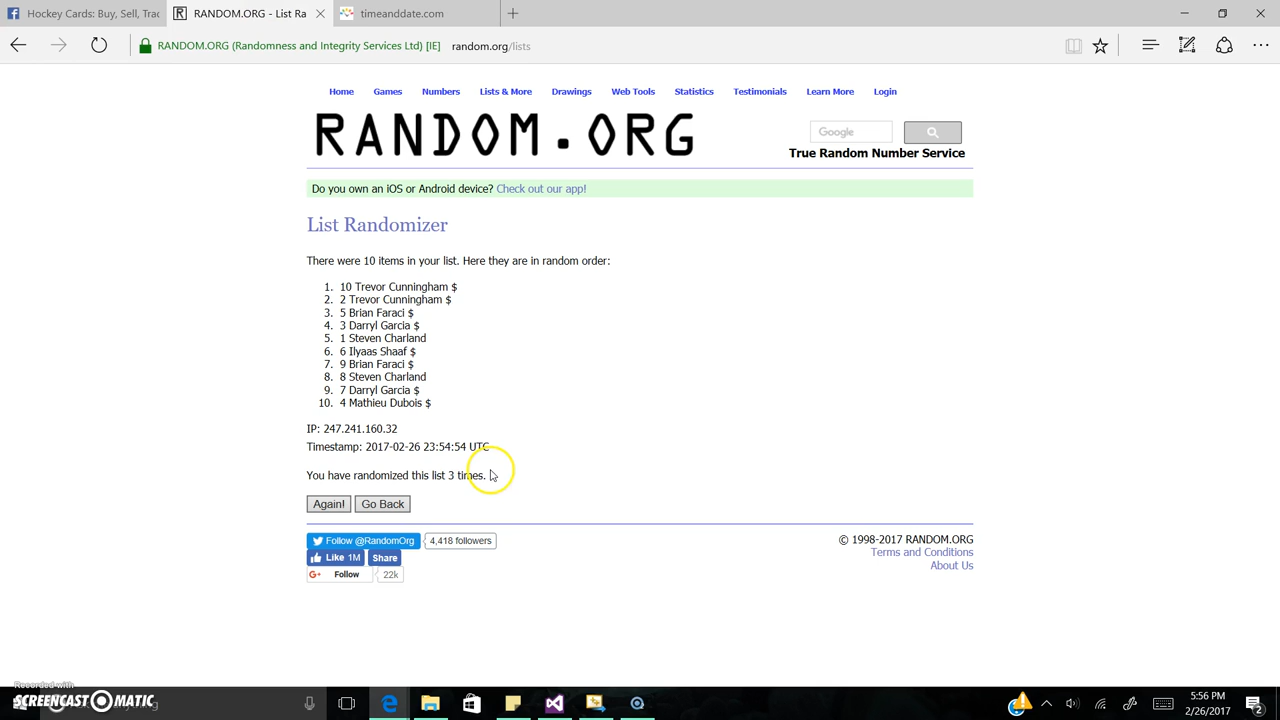 Hockey Cards: Buy, Sell, Trad
RANDOM.ORG - List Ra
timeanddate.com
RANDOM.ORG (Randomness and Integrity Services Ltd) [IE]
random.org/lists
Home Games Numbers Lists & More Drawings Web Tools Statistics Testimonials Learn More Login
RANDOM.ORG
Google
True Random Number Service
Do you own an iOS or Android device? Check out our app!
List Randomizer
There were 10 items in your list. Here they are in random order:
1. 10 Trevor Cunningham $
2. 2 Trevor Cunningham $
3. 5 Brian Faraci $
4. 3 Darryl Garcia $
5. 1 Steven Charland
6. 6 Ilyaas Shaaf $
7. 9 Brian Faraci $
8. 8 Steven Charland
9. 7 Darryl Garcia $
10. 4 Mathieu Dubois $
IP: 247.241.160.32
Timestamp: 2017-02-26 23:54:54 UTC
You have randomized this list 3 times.
Again! Go Back
Follow @RandomOrg 4,418 followers
Like 1M Share
Follow 22k
© 1998-2017 RANDOM.ORG
Terms and Conditions
About Us
Recorded with
SCREENCAST MATIC
5:56 PM
2/26/2017
2